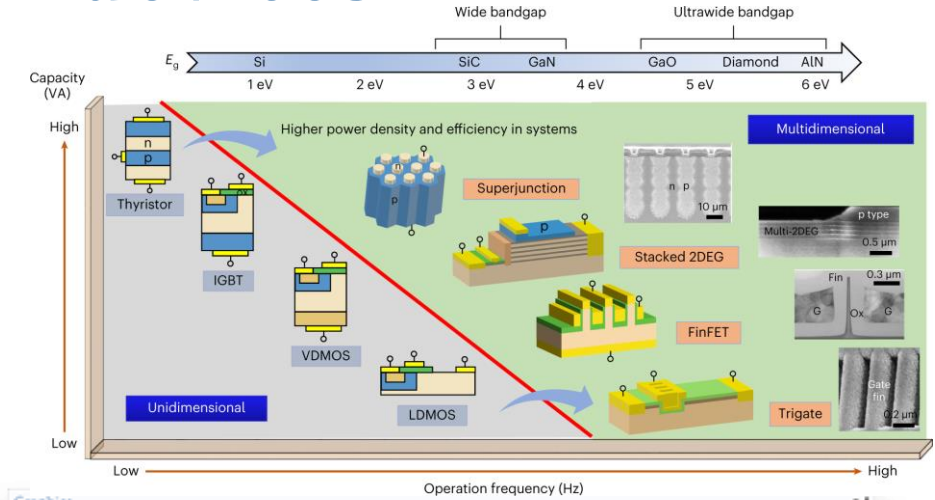 Wide bandgap
Ultrawide bandgap
Eg
Si
SiC
GaN
GaO
Diamond
AlN
1 eV
2 eV
3 eV
4 eV
5 eV
6 eV
Capacity
(VA)
High
Low
Higher power density and efficiency in systems
Multidimensional
n
p
Thyristor
ox
IGBT
VDMOS
LDMOS
Unidimensional
n
p
Superjunction
n p
10 μm
p
Stacked 2DEG
p type
Multi-2DEG
0.5 μm
FinFET
Fin
0.3 μm
G
Ox
G
Trigate
Gate
fin
0.2 μm
Low
High
Operation frequency (Hz)